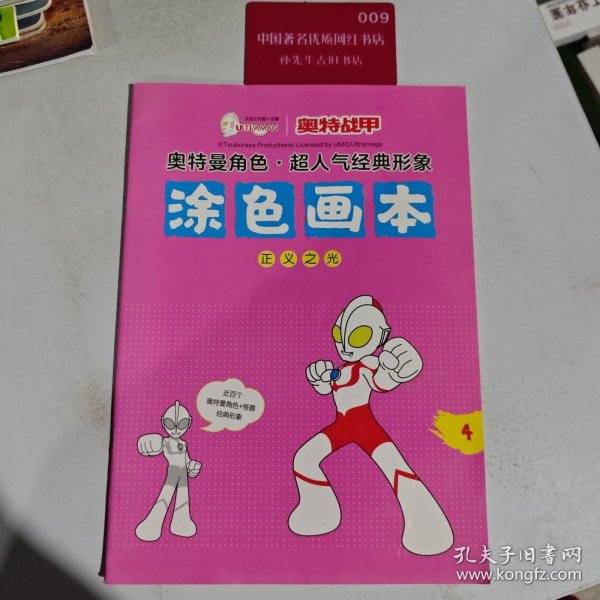 009
中国著名优质网红书店
孙先生古旧书店
ULTRAMAN
奥特战甲
©Tsuburaya Productions/ Licensed by UMC/Ultramega
奥特曼角色·超人气经典形象
涂色画本
正义之光
近百个
奥特曼角色+怪兽
经典形象
4
孔夫子旧书网
www.kongfz.com